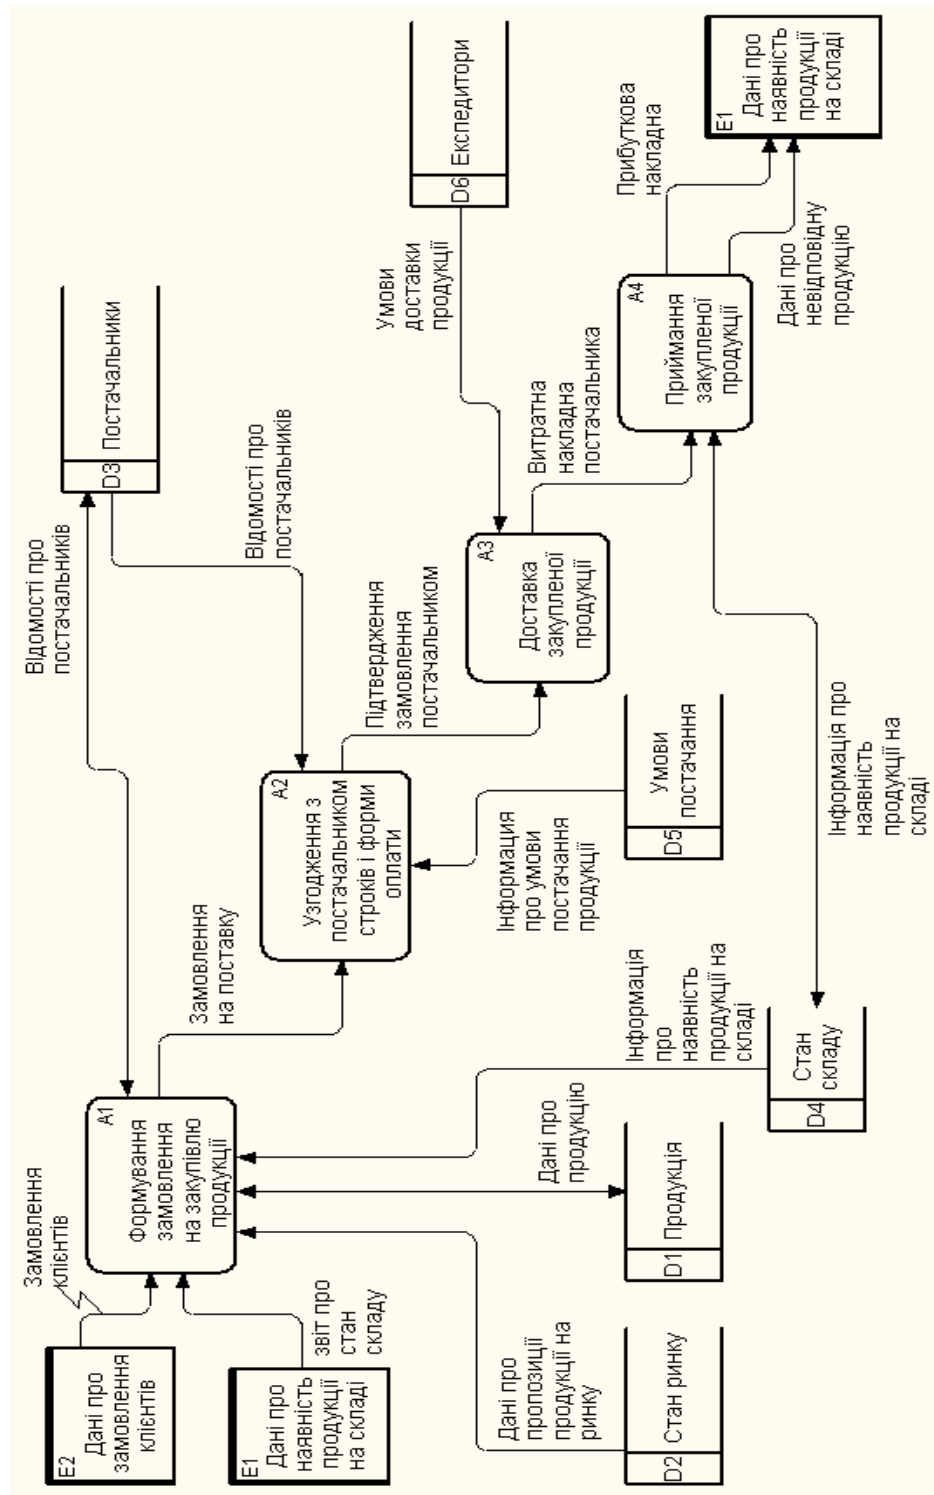 E2
Дані про
замовлення
клієнтів
Замовлення
клієнтів
E1
Дані про
наявність
продукції
на складі
звіт про
стан
складу
A1
Формування
замовлення
на закупівлю
продукції
Відомості про
постачальників
D3
Постачальники
Відомості про
постачальників
Замовлення
на поставку
A2
Узгодження з
постачальником
строків і форми
оплати
Підтвердження
замовлення
постачальником
Умови
доставки
продукції
D6
Експедитори
A3
Доставка
закупленої
продукції
Витратна
накладна
постачальника
A4
Приймання
закупленої
продукції
Прибуткова
накладна
Дані про
невідповідну
продукцію
E1
Дані про
наявність
продукції
на складі
Дані про
пропозиції
продукції на
ринку
D2
Стан ринку
Дані про
продукцію
D1
Продукція
Інформація
про
наявність
продукції на
складі
D4
Стан
складу
Інформация
про умови
постачання
продукції
D5
Умови
постачання
Інформація про
наявність
продукції на
складі